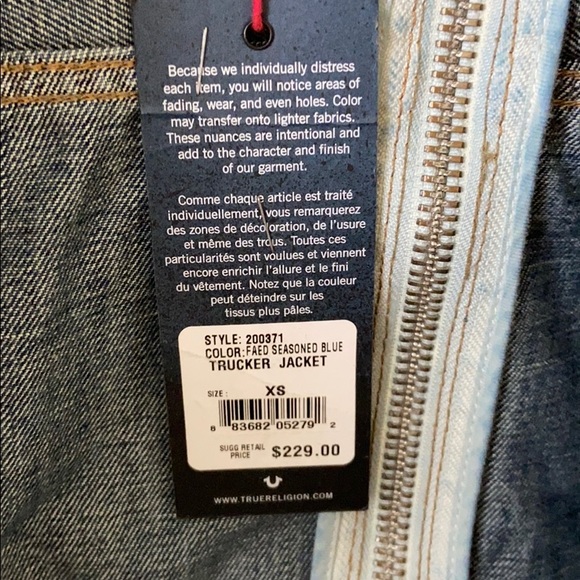 Because we individually distress
each item, you will notice areas of
fading, wear, and even holes. Color
may transfer onto lighter fabrics.
These nuances are intentional and
add to the character and finish
of our garment.
Comme chaque article est traité
individuellement, vous remarquerez
des zones de décoloration, de l'usure
et même des trous. Toutes ces
particularités sont voulues et viennent
encore enrichir l'allure et le fini
du vêtement. Notez que la couleur
peut déteindre sur les
tissus plus pâles.
STYLE: 200371
COLOR:FAED SEASONED BLUE
TRUCKER JACKET
SIZE: XS
6 83682 05279 2
SUGG RETAIL
PRICE $229.00
WWW.TRUERELIGION.COM